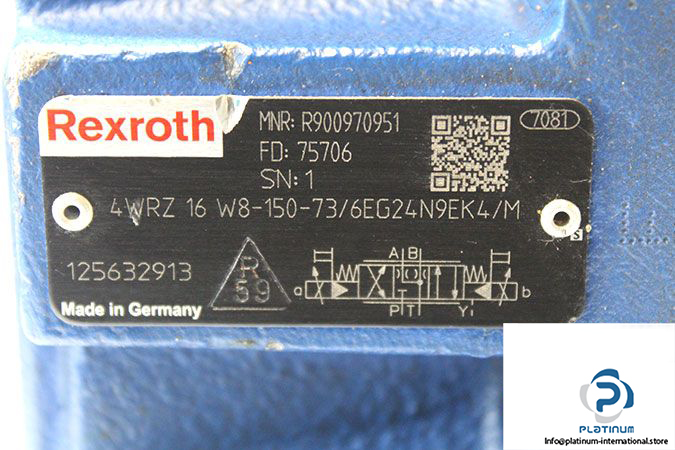 Rexroth
MNR: R900970951
FD: 75706
SN: 1
7081
4WRZ 16 W8-150-73/6EG24N9EK4/M
S
125632913
R
59
Made in Germany
A B
a
b
P T Y
PLATINUM
Info@platinum-international.store